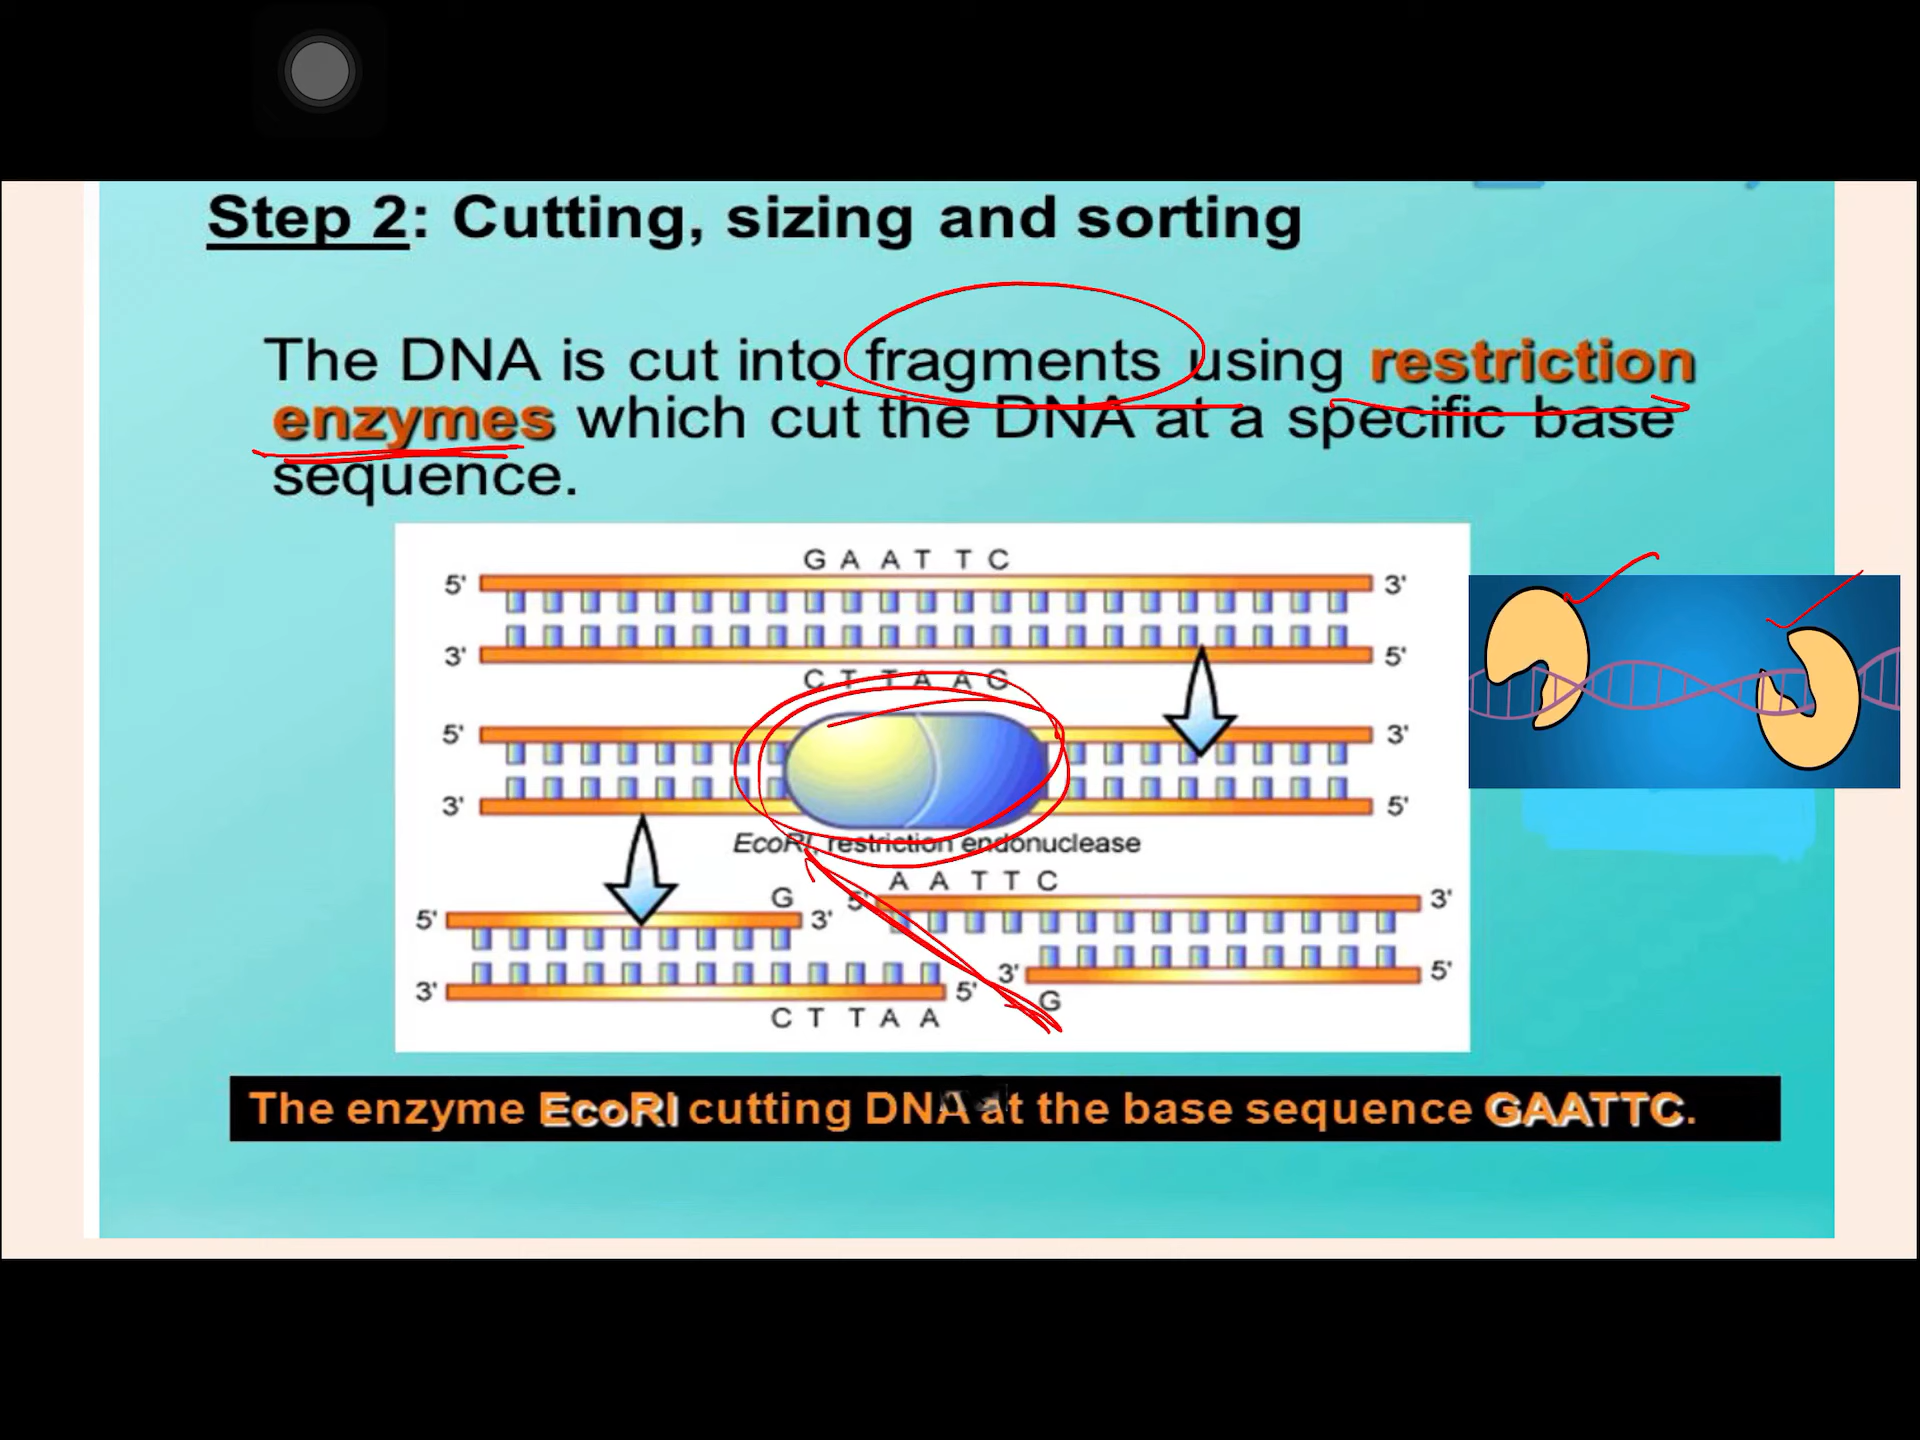 Step 2: Cutting, sizing and sorting
The DNA is cut into fragments using restriction
enzymes which cut the DNA at a specific base
sequence.
G A A T T C
5' 3'
3' 5'
C T T A A G
5' 3'
3' 5'
EcoRI, restriction endonuclease
A A T T C
G 5' 3'
5' 3'
3' 5'
3' 5'
G
C T T A A
The enzyme EcoRI cutting DNA at the base sequence GAATTC.